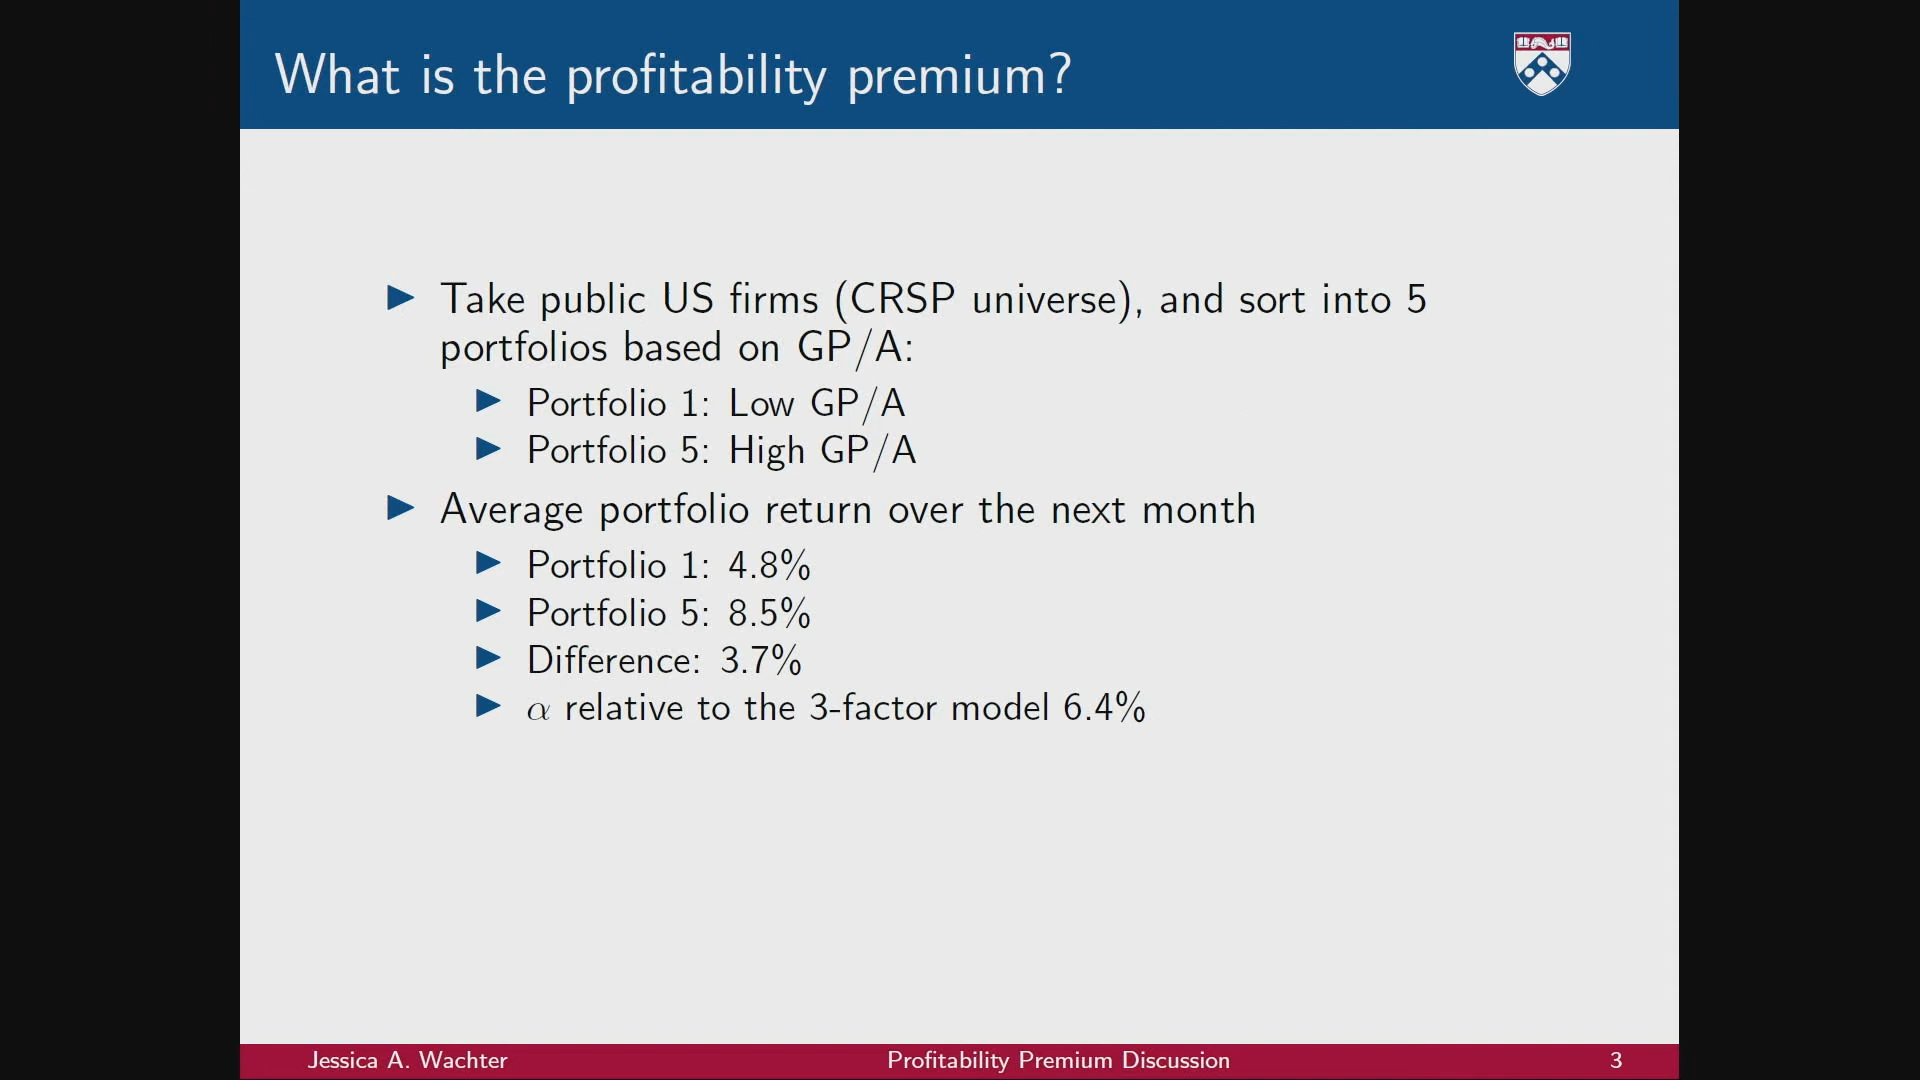 What is the profitability premium?
▶ Take public US firms (CRSP universe), and sort into 5
portfolios based on GP/A:
▶ Portfolio 1: Low GP/A
▶ Portfolio 5: High GP/A
▶ Average portfolio return over the next month
▶ Portfolio 1: 4.8%
▶ Portfolio 5: 8.5%
▶ Difference: 3.7%
▶ α relative to the 3-factor model 6.4%
Jessica A. Wachter
Profitability Premium Discussion
3